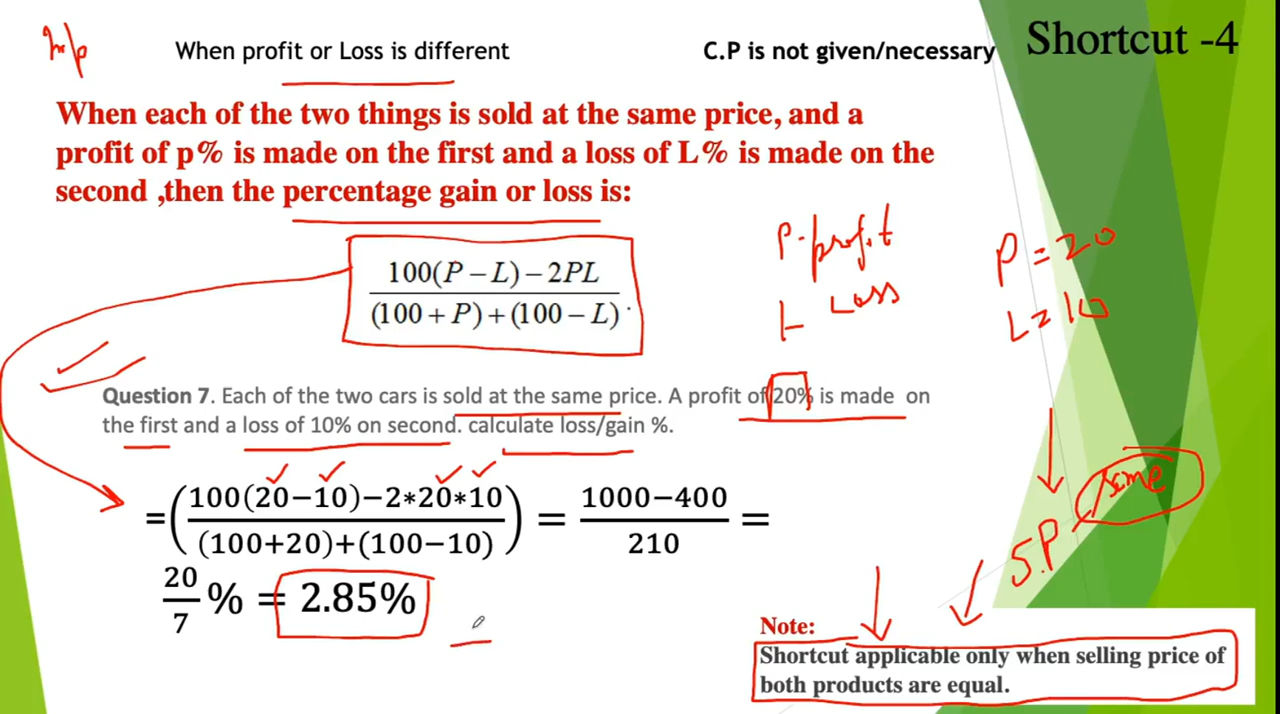 When profit or Loss is different
C.P is not given/necessary
Shortcut -4
When each of the two things is sold at the same price, and a
profit of p% is made on the first and a loss of L% is made on the
second ,then the percentage gain or loss is:
100(P – L) – 2PL
(100 + P) + (100 – L)
P - profit
L Loss
P = 20
L = 10
Question 7. Each of the two cars is sold at the same price. A profit of 20% is made on
the first and a loss of 10% on second. calculate loss/gain %.
=(100(20−10)−2*20*10 / (100+20)+(100−10)) = 1000−400 / 210 =
20/7 % = 2.85%
S.P same
Note:
Shortcut applicable only when selling price of
both products are equal.